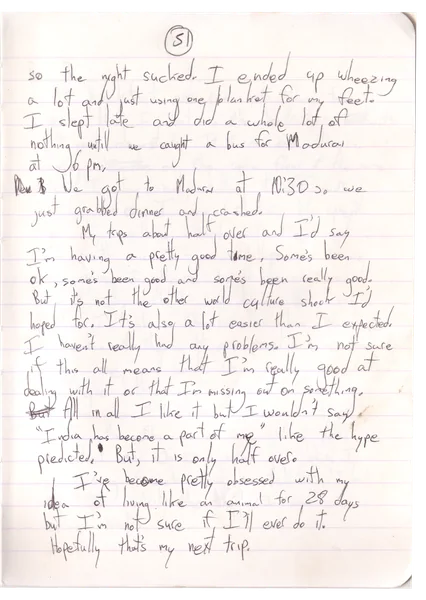 51
so the night sucked. I ended up wheezing
a lot and just using one blanket for my feet.
I slept late and did a whole lot of
nothing until we caught a bus for Madurai
at 6 pm.
We got to Madurai at 10:30 so we
just grabbed dinner and crashed.
My trips about half over and I'd say
I'm having a pretty good time. Some's been
ok, some's been good and some's been really good.
But it's not the other world culture shock I'd
hoped for. It's also a lot easier than I expected.
I haven't really had any problems. I'm not sure
if this all means that I'm really good at
dealing with it or that I'm missing out on something.
But All in all I like it but I wouldn't say
"India has become a part of me" like the hype
predicted. But, it is only half over.
I've become pretty obsessed with my
idea of living like an animal for 28 days
but I'm not sure if I'll ever do it.
Hopefully that's my next trip.